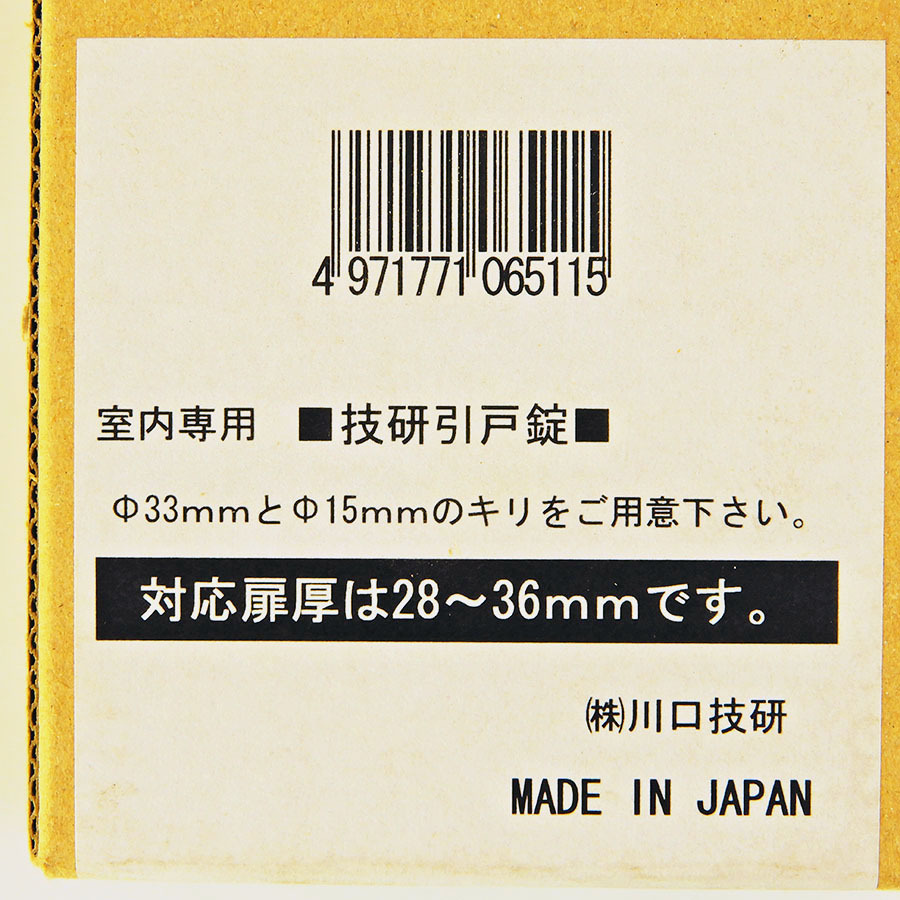 4 971771 065115
室内専用 ■技研引戸錠■
Φ33mmとΦ15mmのキリをご用意下さい。
対応扉厚は28～36mmです。
㈱川口技研
MADE IN JAPAN